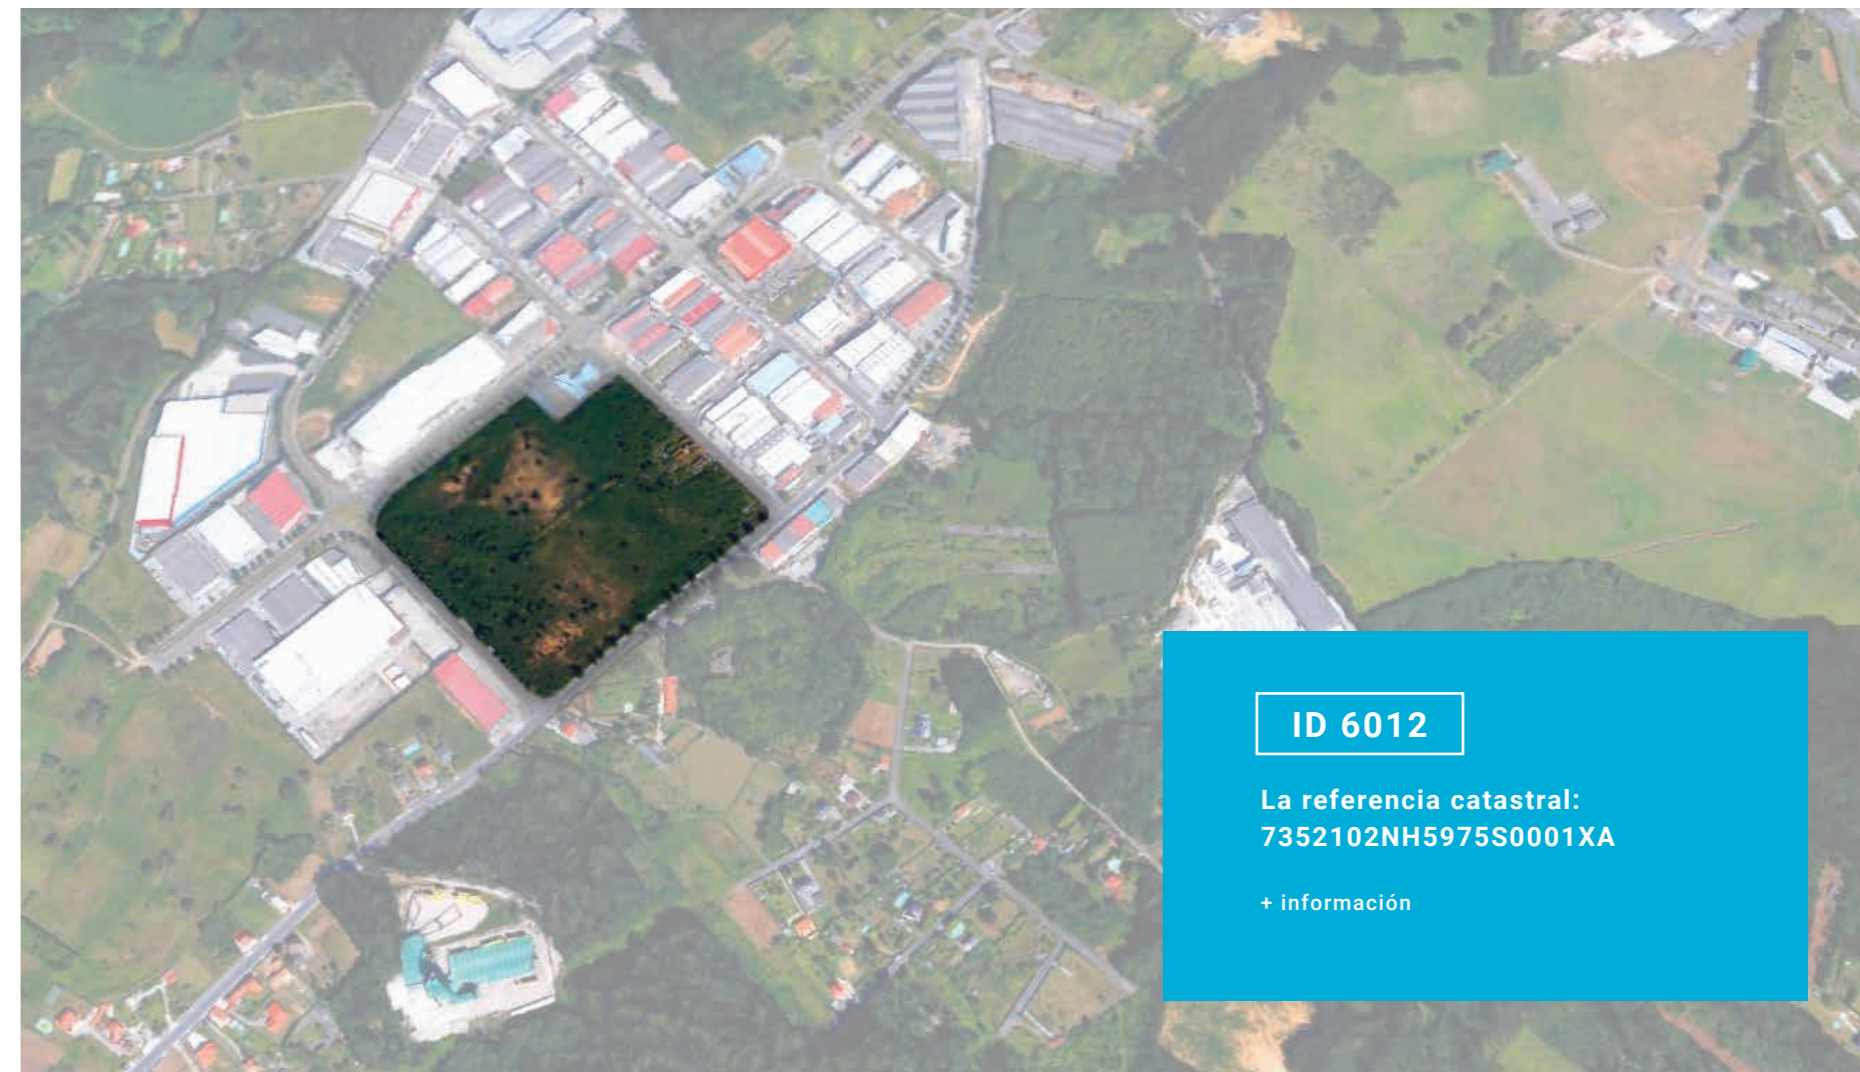 ID 6012
La referencia catastral:
7352102NH5975S0001XA
+ información